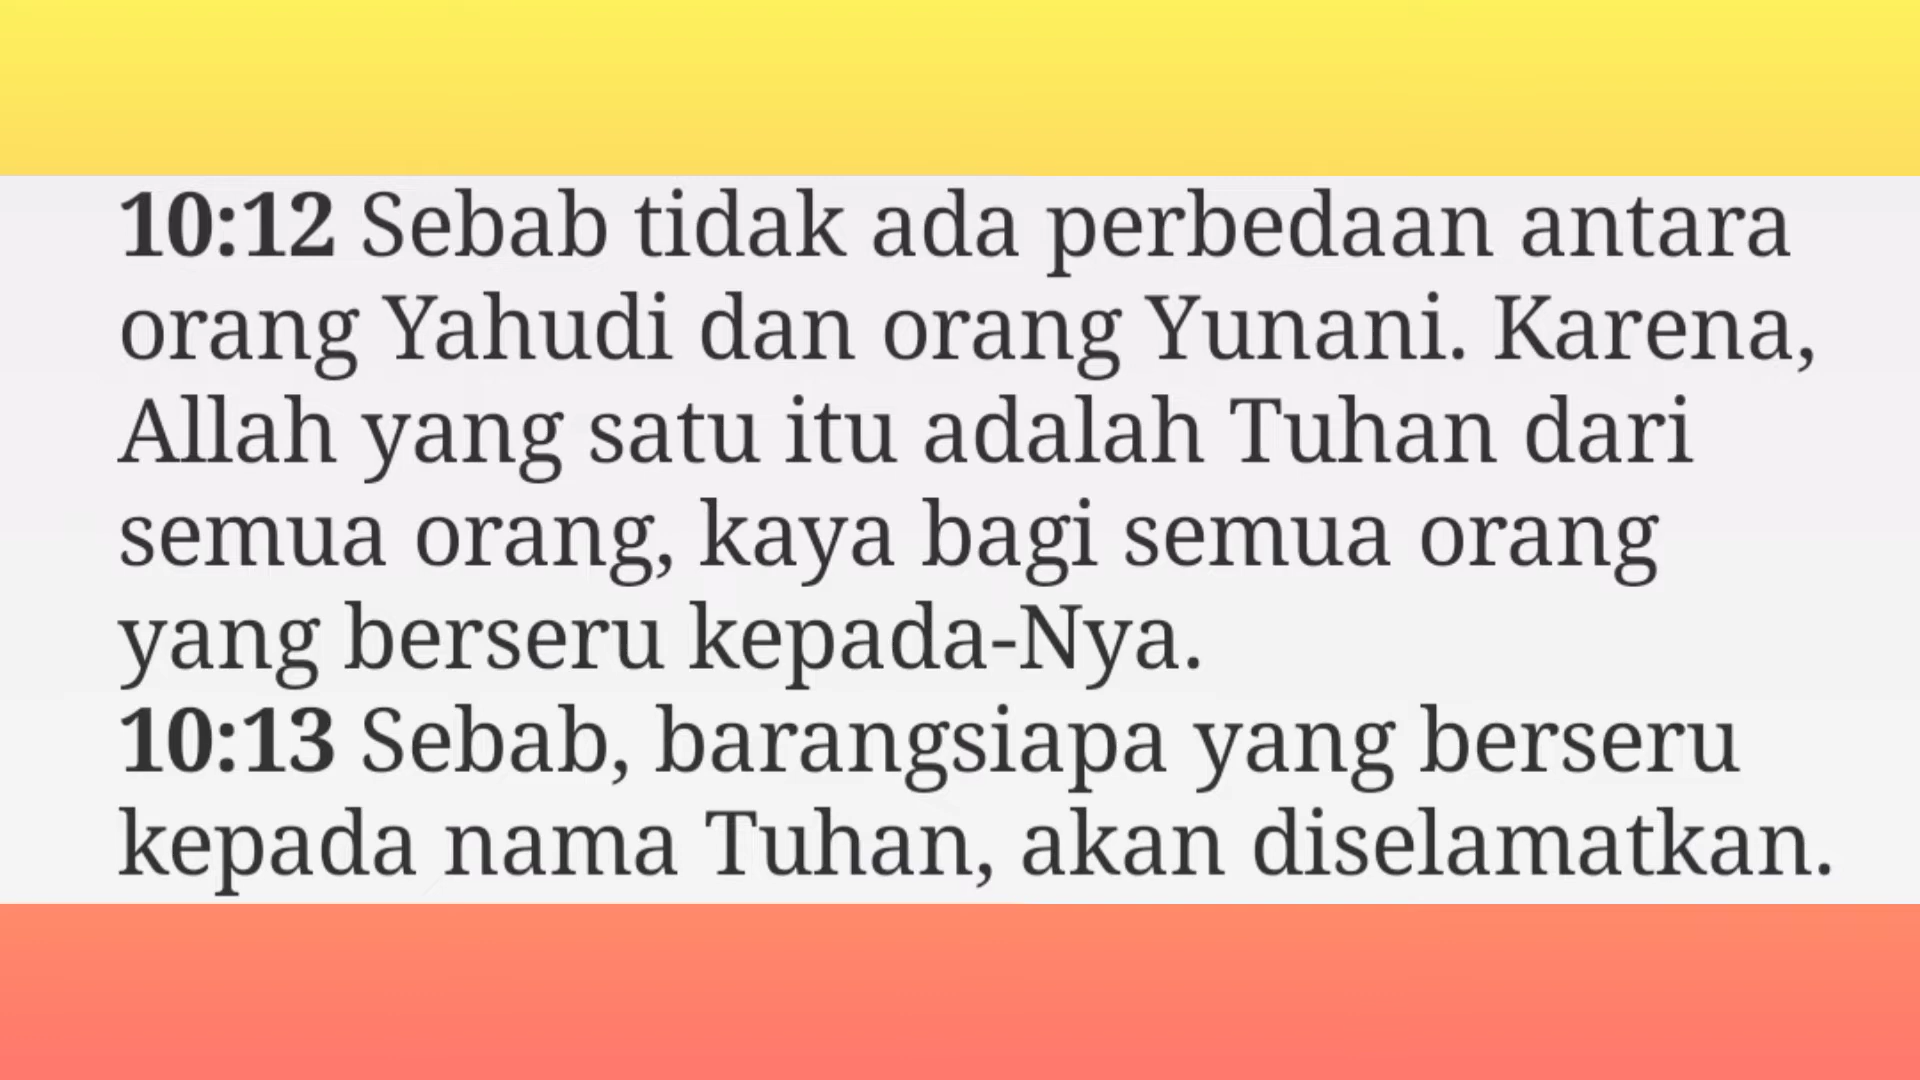 10:12 Sebab tidak ada perbedaan antara
orang Yahudi dan orang Yunani. Karena,
Allah yang satu itu adalah Tuhan dari
semua orang, kaya bagi semua orang
yang berseru kepada-Nya.
10:13 Sebab, barangsiapa yang berseru
kepada nama Tuhan, akan diselamatkan.